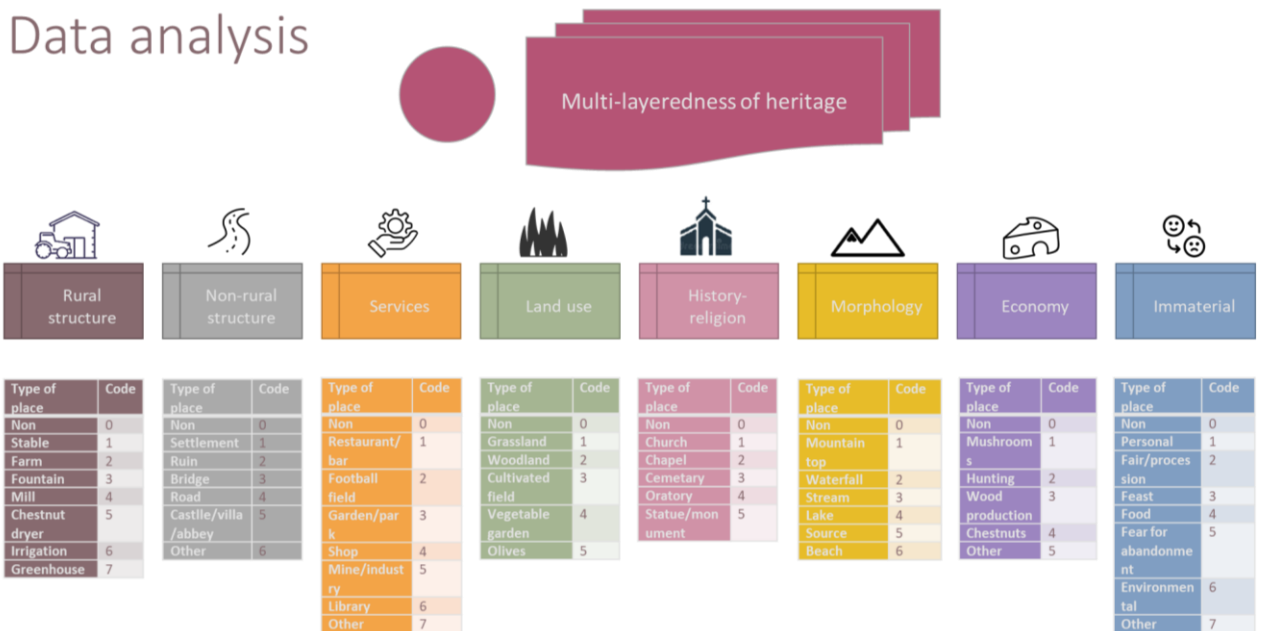 Data analysis
Multi-layeredness of heritage
Rural
structure
Non-rural
structure
Services
Land use
History-
religion
Morphology
Economy
Immaterial
Type of Code
place
Non 0
Stable 1
Farm 2
Fountain 3
Mill 4
Chestnut 5
dryer
Irrigation 6
Greenhouse 7
Type of Code
place
Non 0
Settlement 1
Ruin 2
Bridge 3
Road 4
Castlle/villa 5
/abbey
Other 6
Type of Code
place
Non 0
Restaurant/ 1
bar
Football 2
field
Garden/par 3
k
Shop 4
Mine/indust 5
ry
Library 6
Other 7
Type of Code
place
Non 0
Grassland 1
Woodland 2
Cultivated 3
field
Vegetable 4
garden
Olives 5
Type of Code
place
Non 0
Church 1
Chapel 2
Cemetary 3
Oratory 4
Statue/mon 5
ument
Type of Code
place
Non 0
Mountain 1
top
Waterfall 2
Stream 3
Lake 4
Source 5
Beach 6
Type of Code
place
Non 0
Mushroom 1
s
Hunting 2
Wood 3
production
Chestnuts 4
Other 5
Type of Code
place
Non 0
Personal 1
Fair/proces 2
sion
Feast 3
Food 4
Fear for 5
abandonme
nt
Environmen 6
tal
Other 7